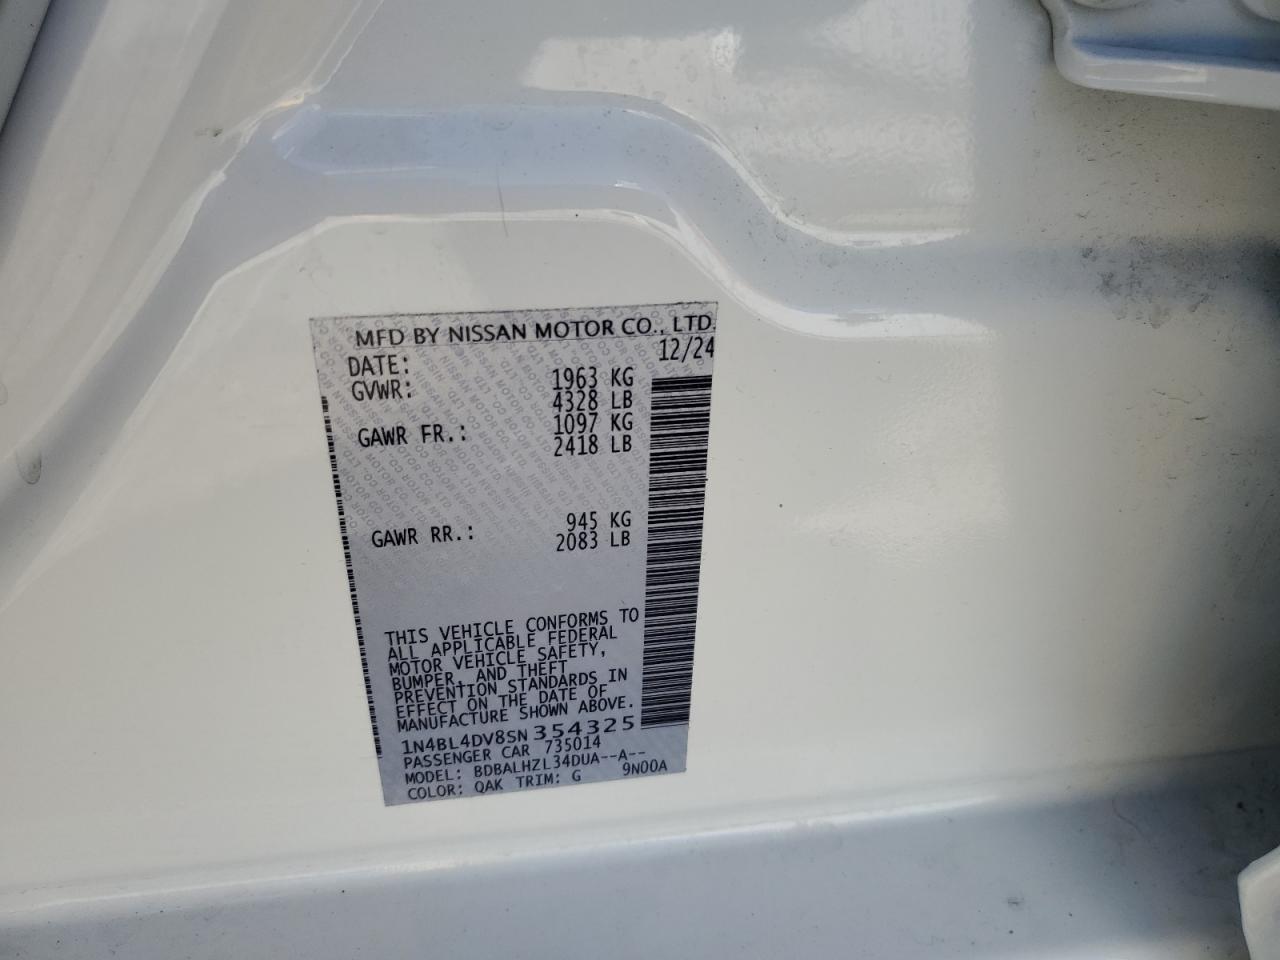 MFD BY NISSAN MOTOR CO., LTD.
DATE: 12/24
GVWR: 1963 KG
4328 LB
GAWR FR.: 1097 KG
2418 LB
GAWR RR.: 945 KG
2083 LB
THIS VEHICLE CONFORMS TO
ALL APPLICABLE FEDERAL
MOTOR VEHICLE SAFETY,
BUMPER, AND THEFT
PREVENTION STANDARDS IN
EFFECT ON THE DATE OF
MANUFACTURE SHOWN ABOVE.
1N4BL4DV8SN354325
PASSENGER CAR 735014
MODEL: BDBALHZL34DUA--A--
COLOR: QAK TRIM: G 9N00A